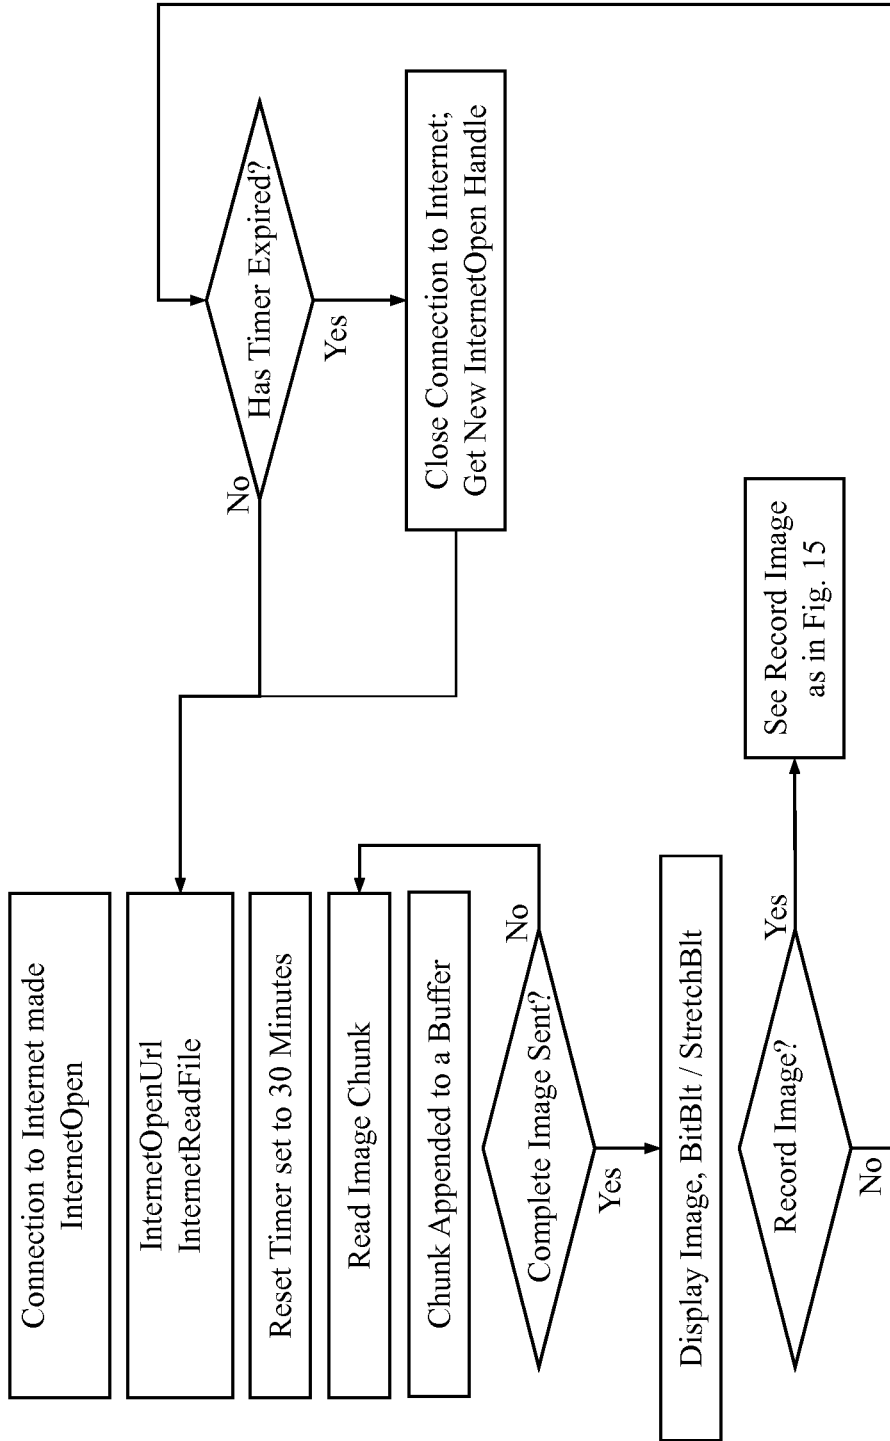 Connection to Internet made
InternetOpen
InternetOpenUrl
InternetReadFile
Reset Timer set to 30 Minutes
Read Image Chunk
Chunk Appended to a Buffer
Complete Image Sent?
No
Yes
Display Image, BitBlt / StretchBlt
Record Image?
Yes
No
See Record Image
as in Fig. 15
Has Timer Expired?
No
Yes
Close Connection to Internet;
Get New InternetOpen Handle